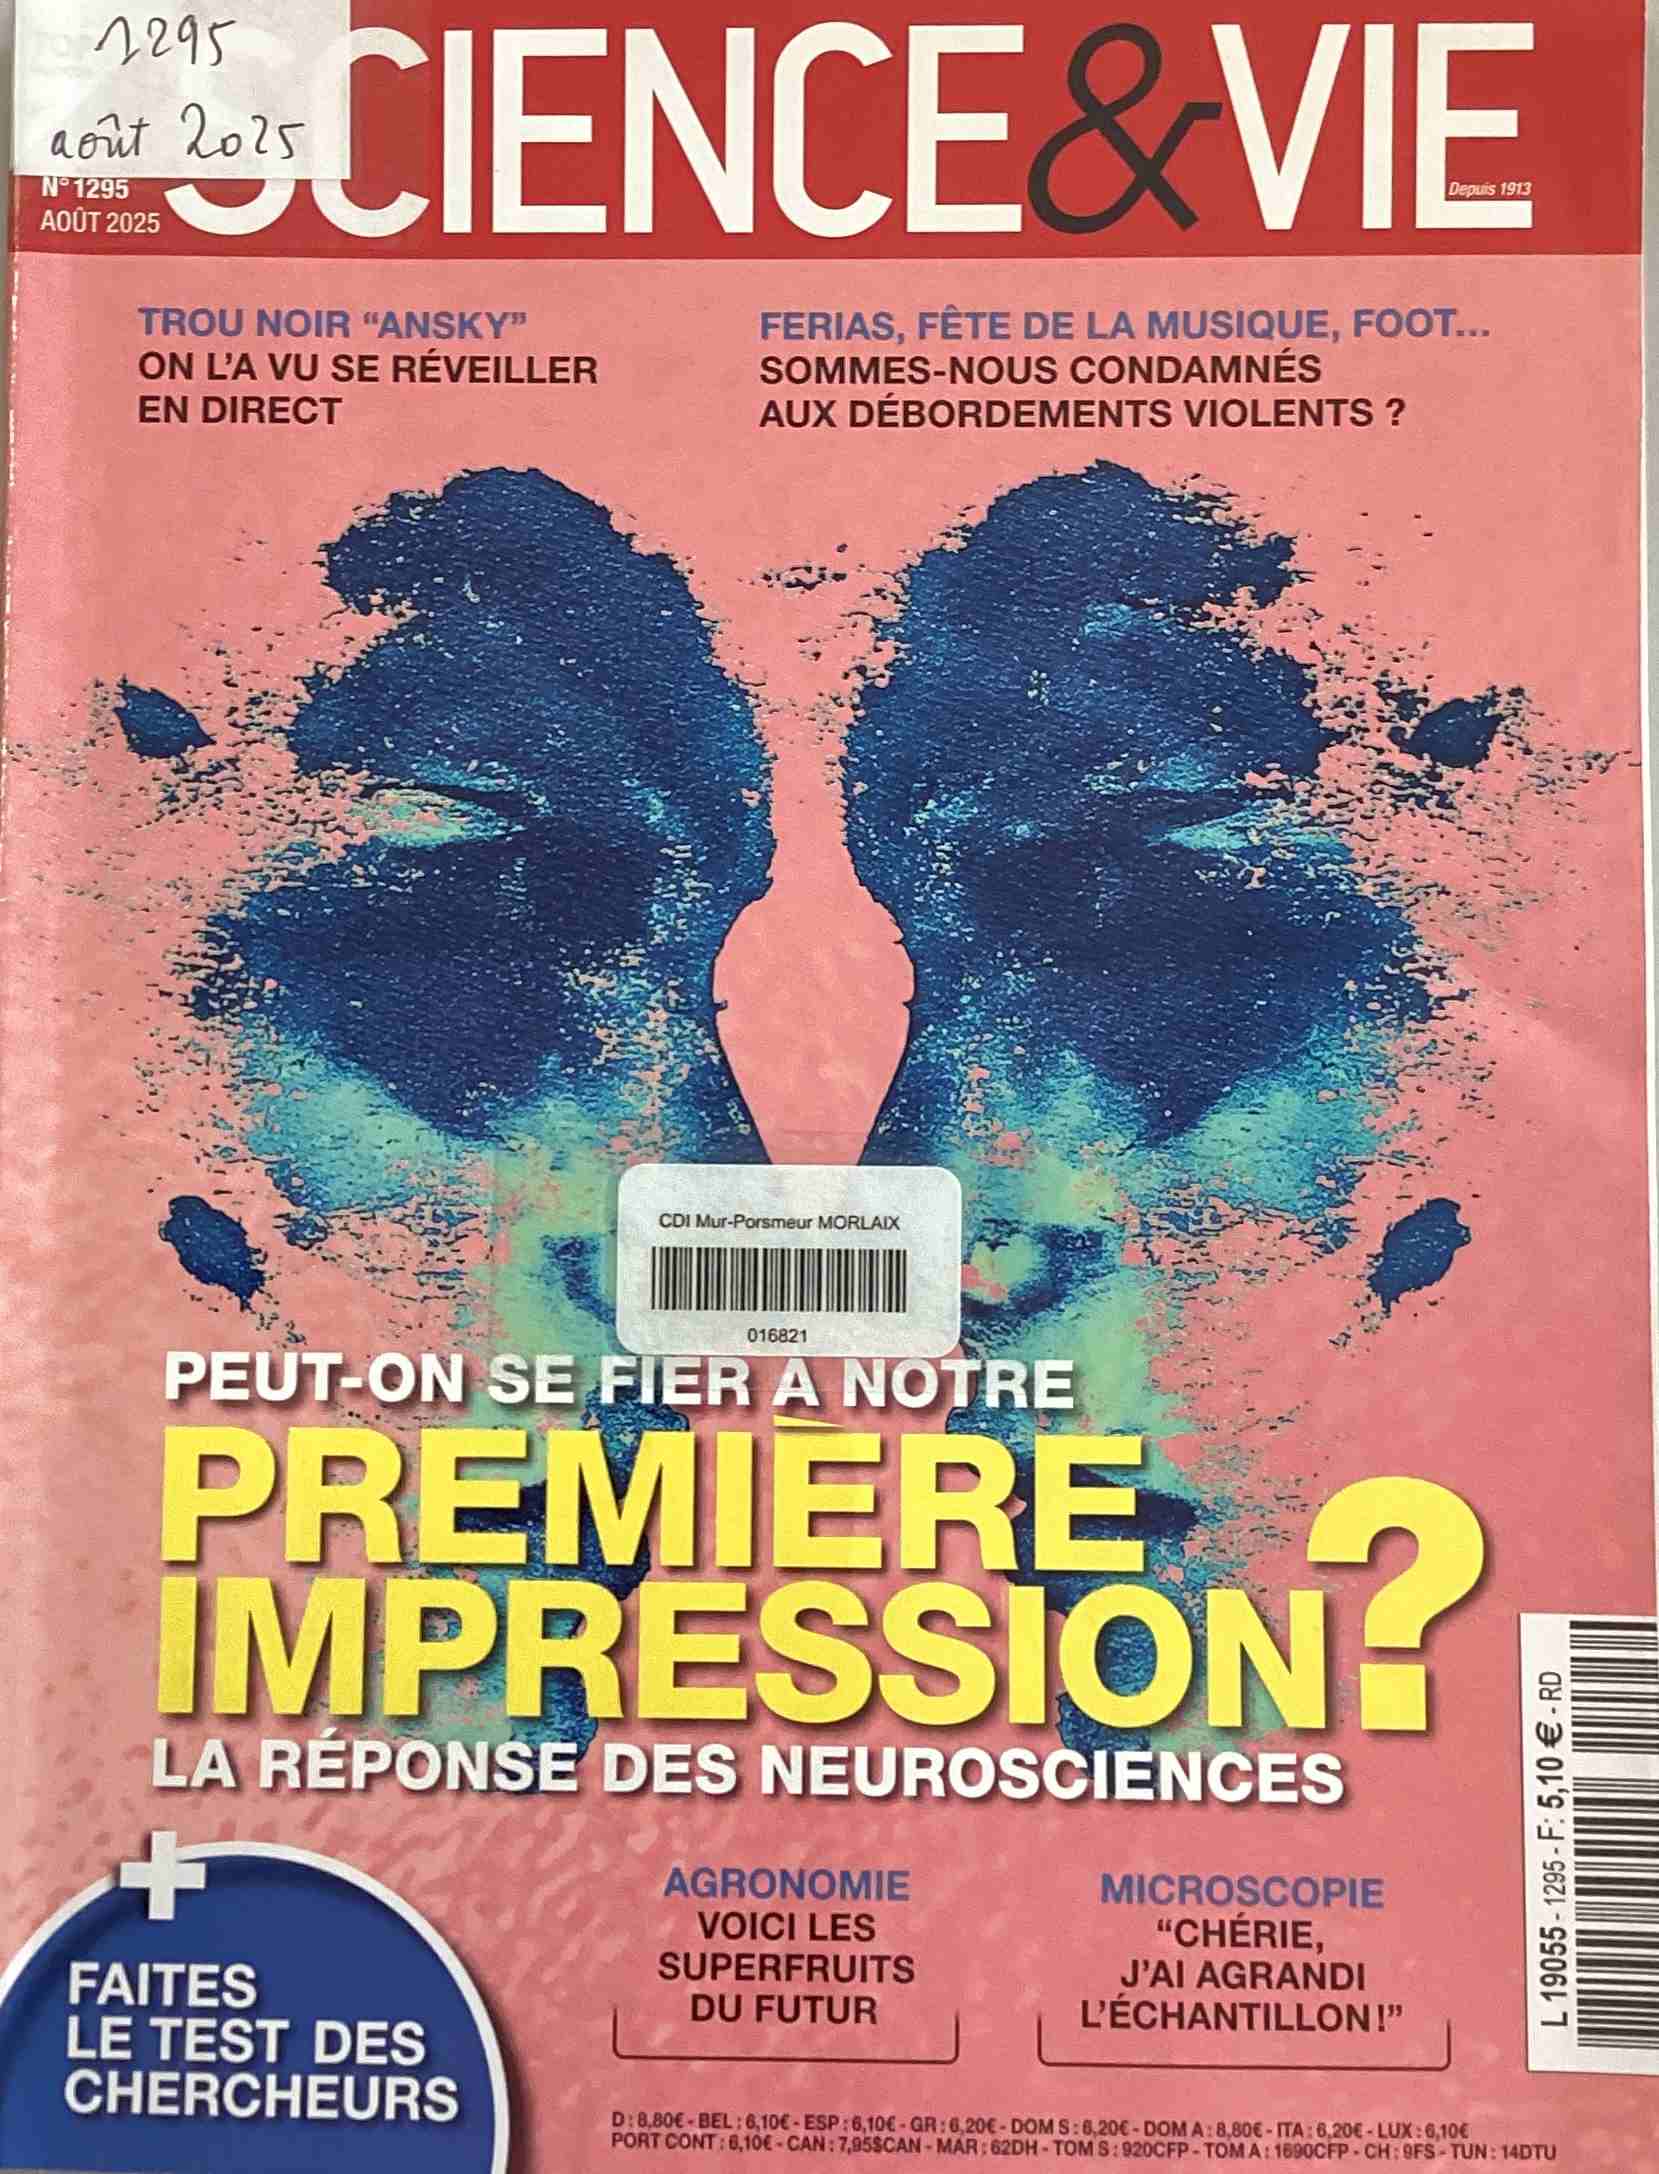 1295
août 2025
SCIENCE&VIE
N° 1295
AOÛT 2025
Depuis 1913
TROU NOIR “ANSKY”
ON L’A VU SE RÉVEILLER
EN DIRECT
FERIAS, FÊTE DE LA MUSIQUE, FOOT...
SOMMES-NOUS CONDAMNÉS
AUX DÉBORDEMENTS VIOLENTS ?
CDI Mur-Porsmeur MORLAIX
016821
PEUT-ON SE FIER À NOTRE
PREMIÈRE
IMPRESSION?
LA RÉPONSE DES NEUROSCIENCES
+
FAITES
LE TEST DES
CHERCHEURS
AGRONOMIE
VOICI LES
SUPERFRUITS
DU FUTUR
MICROSCOPIE
“CHÉRIE,
J’AI AGRANDI
L’ÉCHANTILLON!”
L 19055 - 1295 - F: 5,10 € - RD
D : 8,80€ - BEL : 6,10€ - ESP : 6,10€ - GR : 6,20€ - DOM S : 6,20€ - DOM A : 8,80€ - ITA : 6,20€ - LUX : 6,10€
PORT CONT : 6,10€ - CAN : 7,95$CAN - MAR : 62DH - TOM S : 920CFP - TOM A : 1690CFP - CH : 9FS - TUN : 14DTU